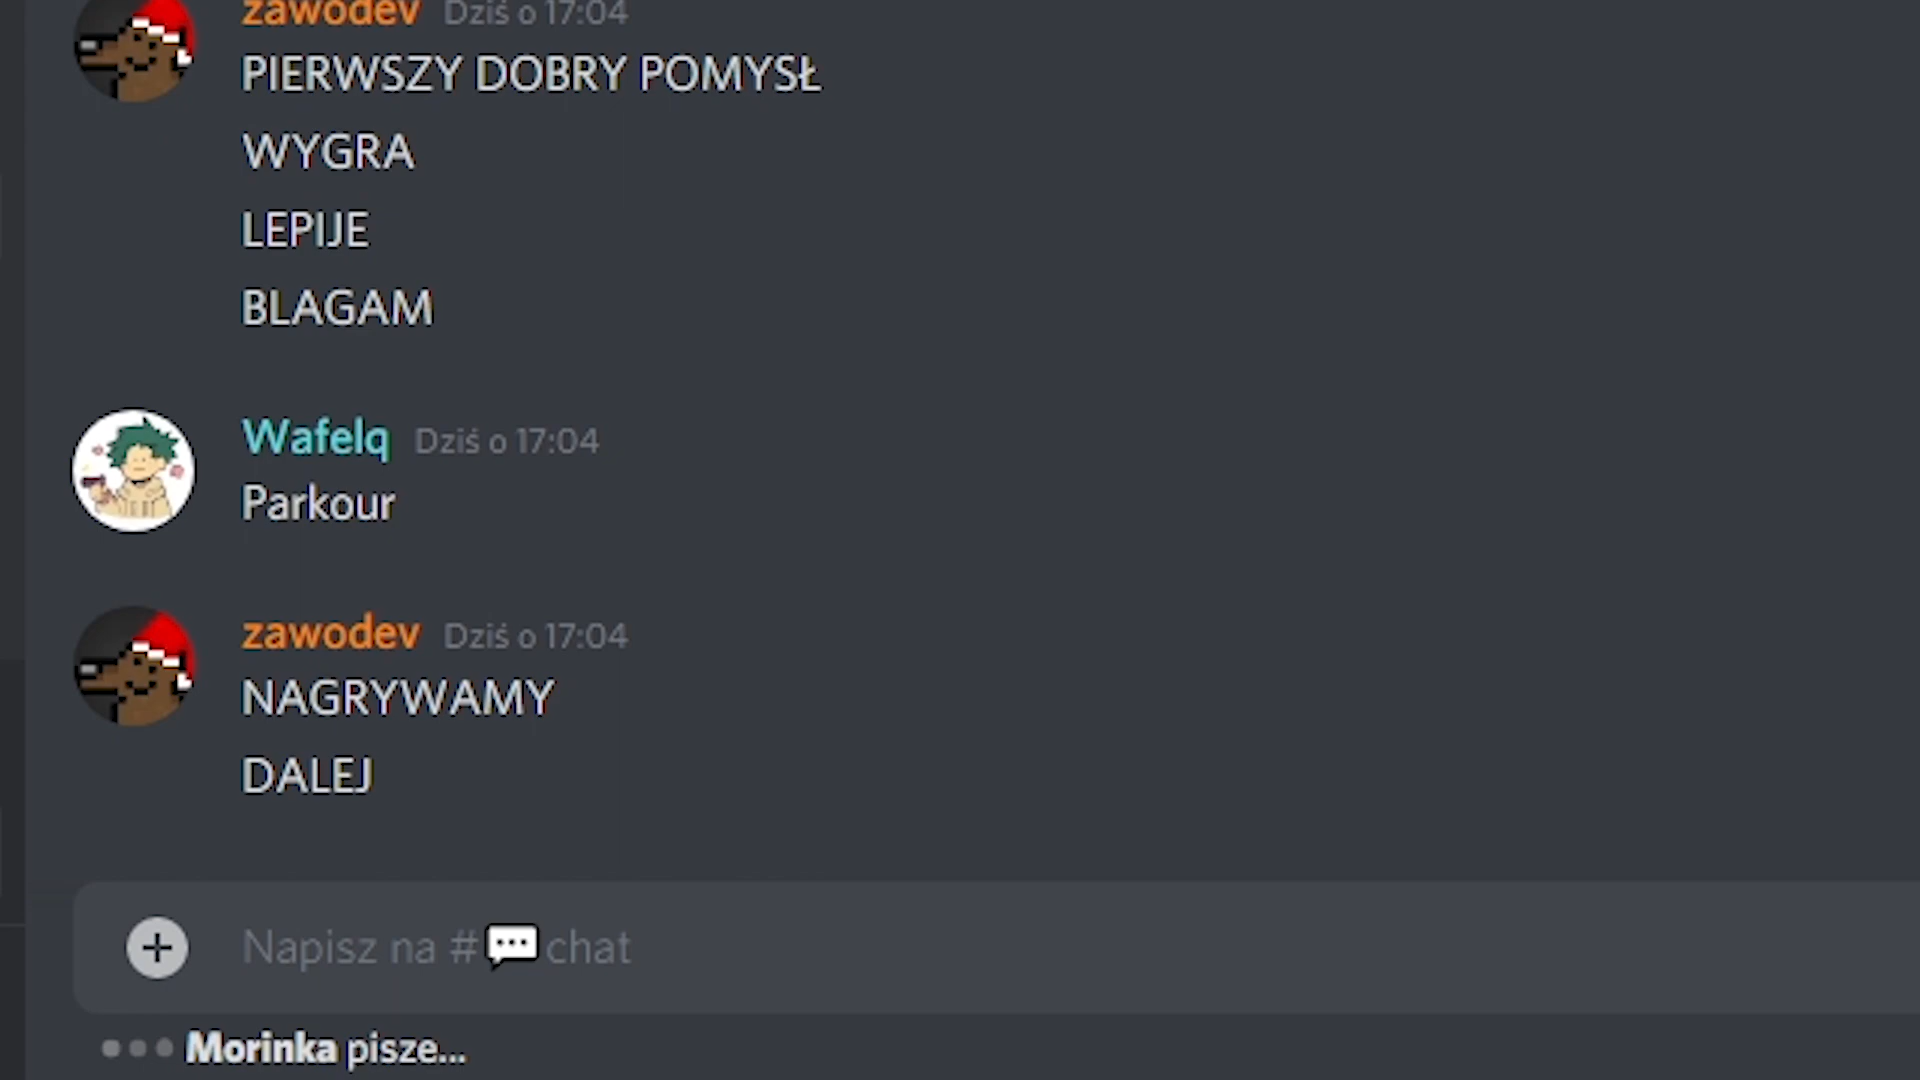 zawodev Dziś o 17:04
PIERWSZY DOBRY POMYSŁ
WYGRA
LEPIJE
BLAGAM
Wafelq Dziś o 17:04
Parkour
zawodev Dziś o 17:04
NAGRYWAMY
DALEJ
Napisz na #💬chat
Morinka pisze...